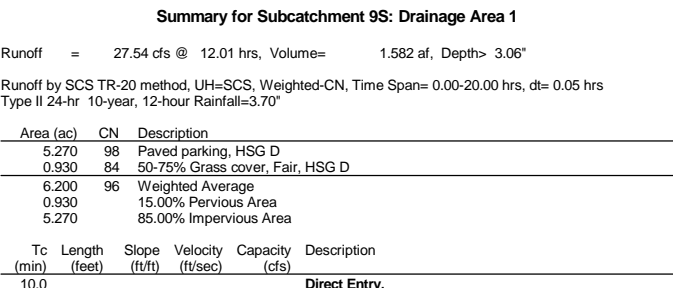 Summary for Subcatchment 9S: Drainage Area 1
Runoff = 27.54 cfs @ 12.01 hrs, Volume= 1.582 af, Depth> 3.06"
Runoff by SCS TR-20 method, UH=SCS, Weighted-CN, Time Span= 0.00-20.00 hrs, dt= 0.05 hrs
Type II 24-hr 10-year, 12-hour Rainfall=3.70"
Area (ac) CN Description
5.270 98 Paved parking, HSG D
0.930 84 50-75% Grass cover, Fair, HSG D
6.200 96 Weighted Average
0.930 15.00% Pervious Area
5.270 85.00% Impervious Area
Tc Length Slope Velocity Capacity Description
(min) (feet) (ft/ft) (ft/sec) (cfs)
10.0 Direct Entry,